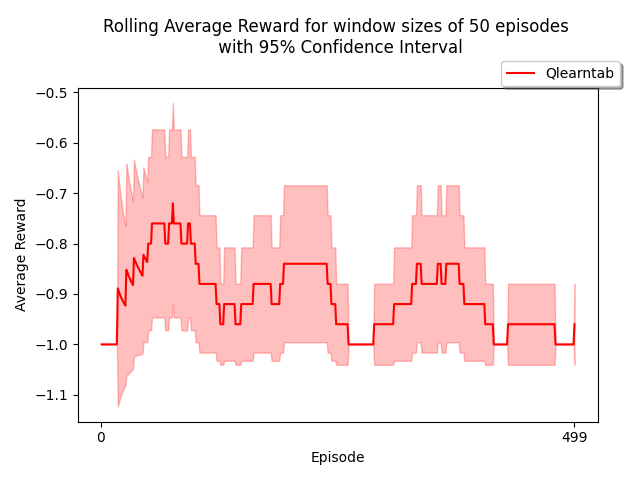 Rolling Average Reward for window sizes of 50 episodes
with 95% Confidence Interval
Qlearntab
−0.5
−0.6
−0.7
−0.8
−0.9
−1.0
−1.1
Average Reward
0
499
Episode